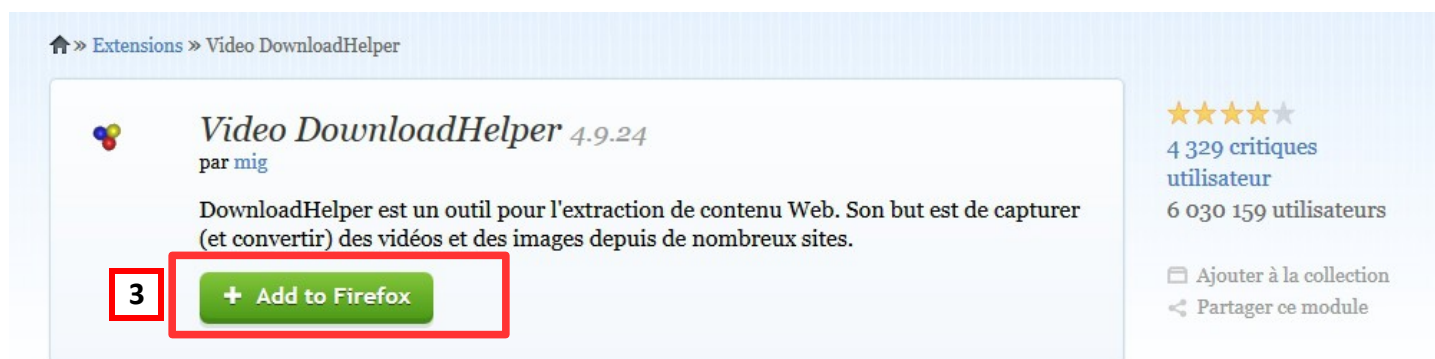 » Extensions » Video DownloadHelper
Video DownloadHelper 4.9.24
par mig
DownloadHelper est un outil pour l'extraction de contenu Web. Son but est de capturer
(et convertir) des vidéos et des images depuis de nombreux sites.
3
+ Add to Firefox
4 329 critiques
utilisateur
6 030 159 utilisateurs
Ajouter à la collection
Partager ce module